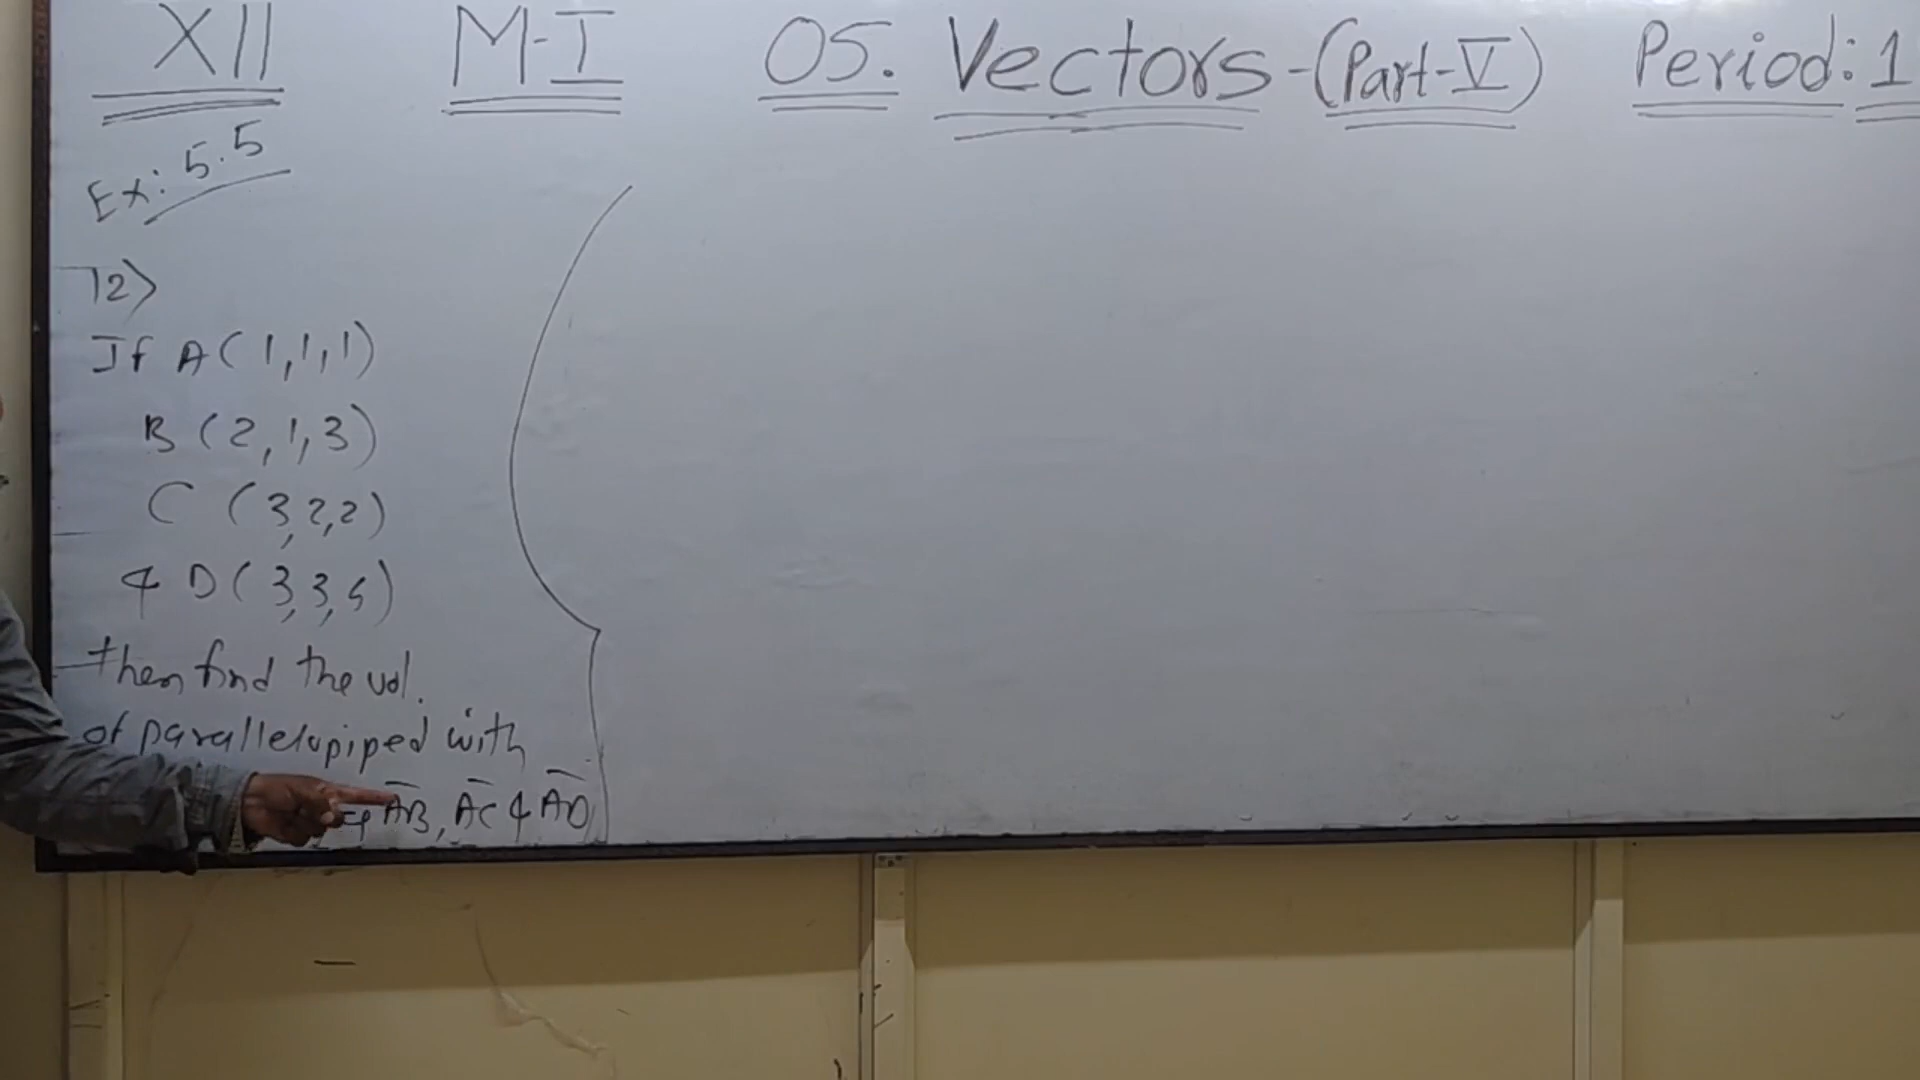 XII M-I 05. Vectors-(Part-V) Period: 1
Ex: 5.5
12>
If A(1,1,1)
B(2,1,3)
C (3,2,2)
& D(3,3,
then find the vol.
of parallelopiped with
AB, AC & AD